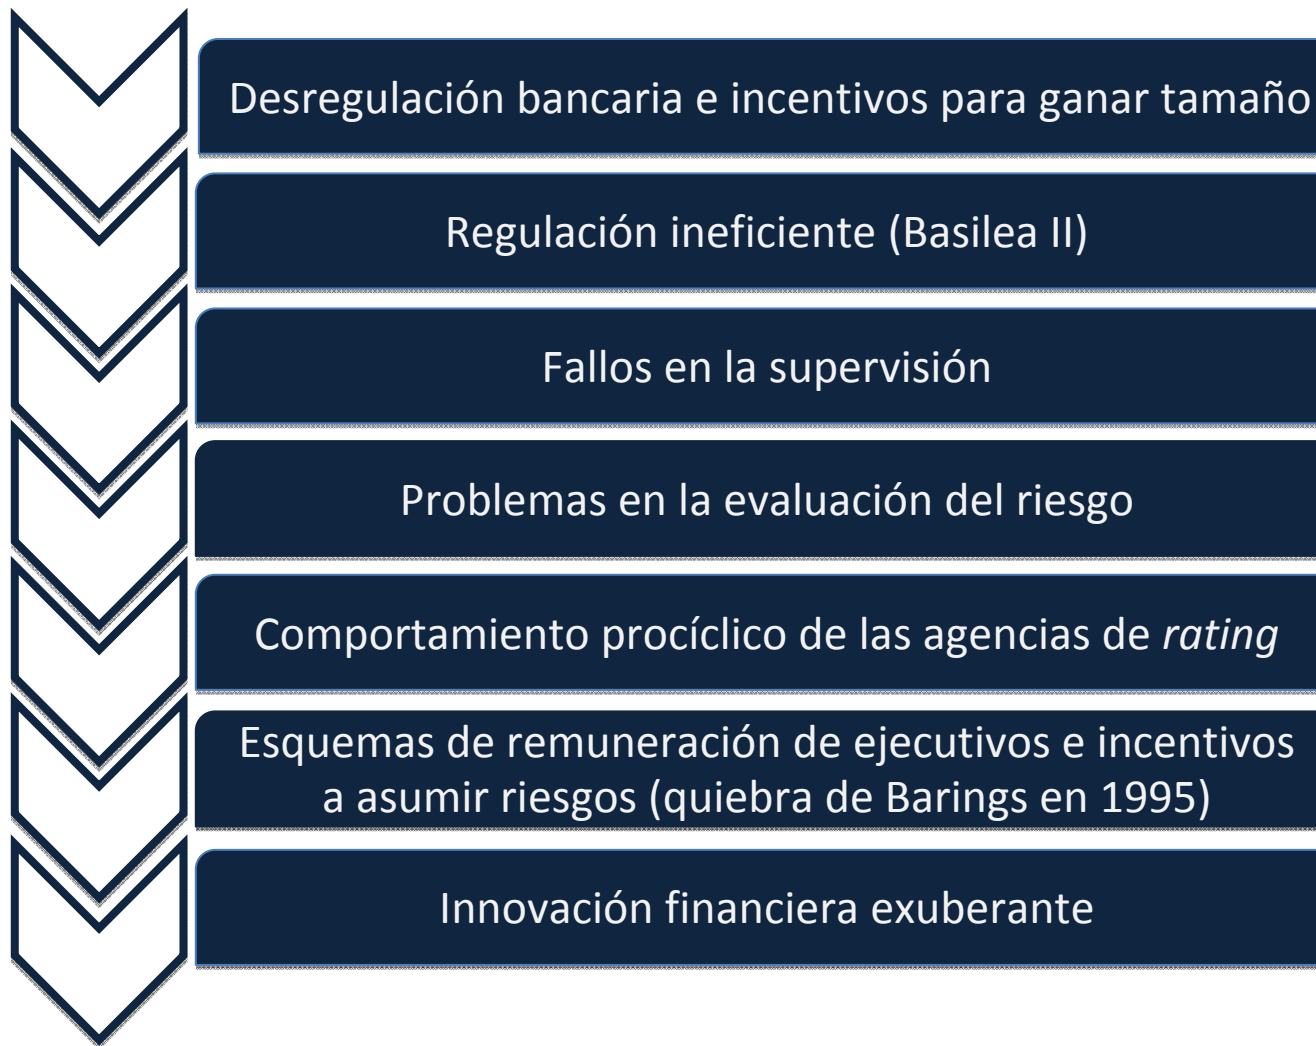 Desregulación bancaria e incentivos para ganar tamaño
Regulación ineficiente (Basilea II)
Fallos en la supervisión
Problemas en la evaluación del riesgo
Comportamiento procíclico de las agencias de rating
Esquemas de remuneración de ejecutivos e incentivos
a asumir riesgos (quiebra de Barings en 1995)
Innovación financiera exuberante